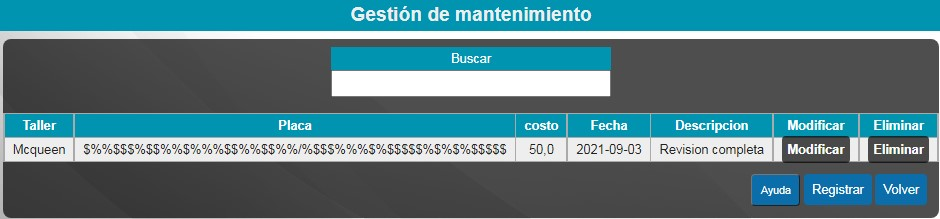 Gestión de mantenimiento
Buscar
Taller Placa costo Fecha Descripcion Modificar Eliminar
Mcqueen $%%$$$%$$%%$%%%$$%%$$%%/%$$$%%%$%$$$$$%$%$%$$$$$ 50,0 2021-09-03 Revision completa Modificar Eliminar
Ayuda Registrar Volver